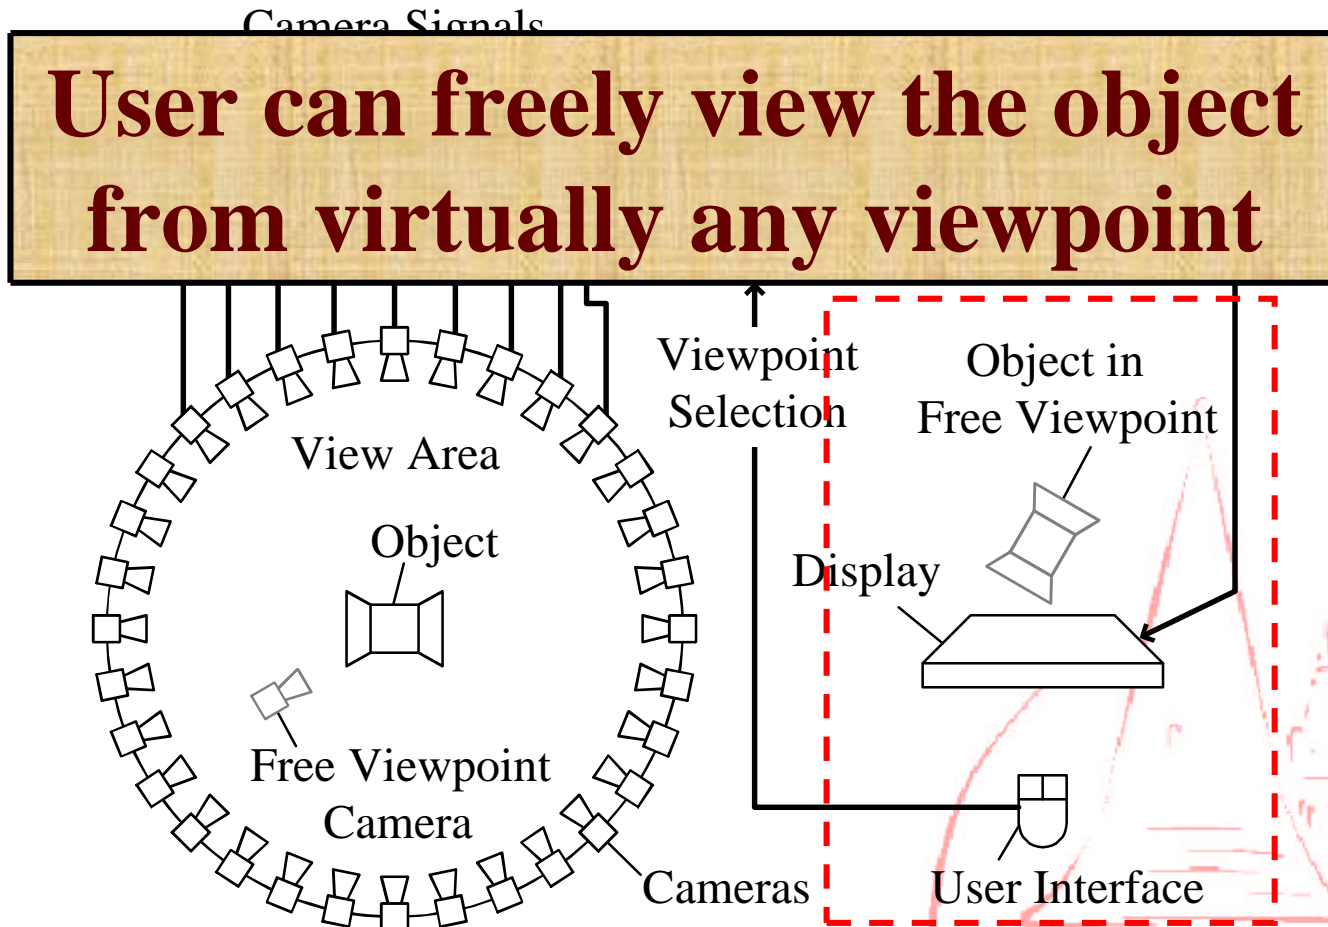 Camera Signals
User can freely view the object
from virtually any viewpoint
Viewpoint
Selection
Object in
Free Viewpoint
View Area
Object
Display
Free Viewpoint
Camera
Cameras
User Interface